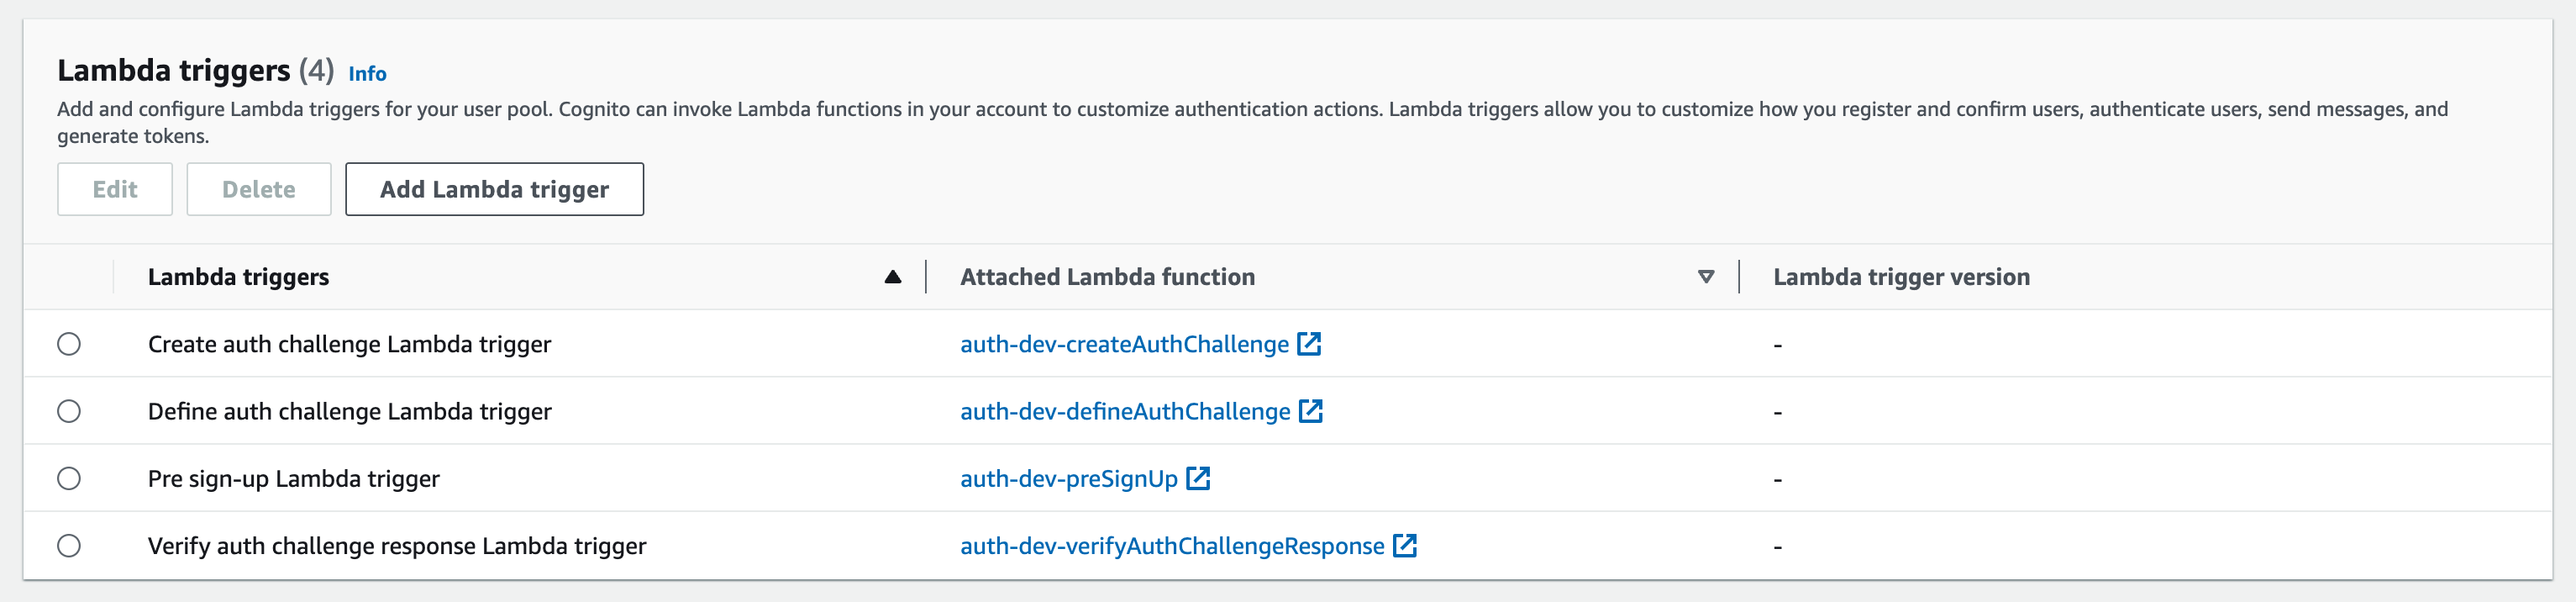 Lambda triggers (4) Info
Add and configure Lambda triggers for your user pool. Cognito can invoke Lambda functions in your account to customize authentication actions. Lambda triggers allow you to customize how you register and confirm users, authenticate users, send messages, and
generate tokens.
Edit Delete Add Lambda trigger
Lambda triggers Attached Lambda function Lambda trigger version
Create auth challenge Lambda trigger auth-dev-createAuthChallenge -
Define auth challenge Lambda trigger auth-dev-defineAuthChallenge -
Pre sign-up Lambda trigger auth-dev-preSignUp -
Verify auth challenge response Lambda trigger auth-dev-verifyAuthChallengeResponse -